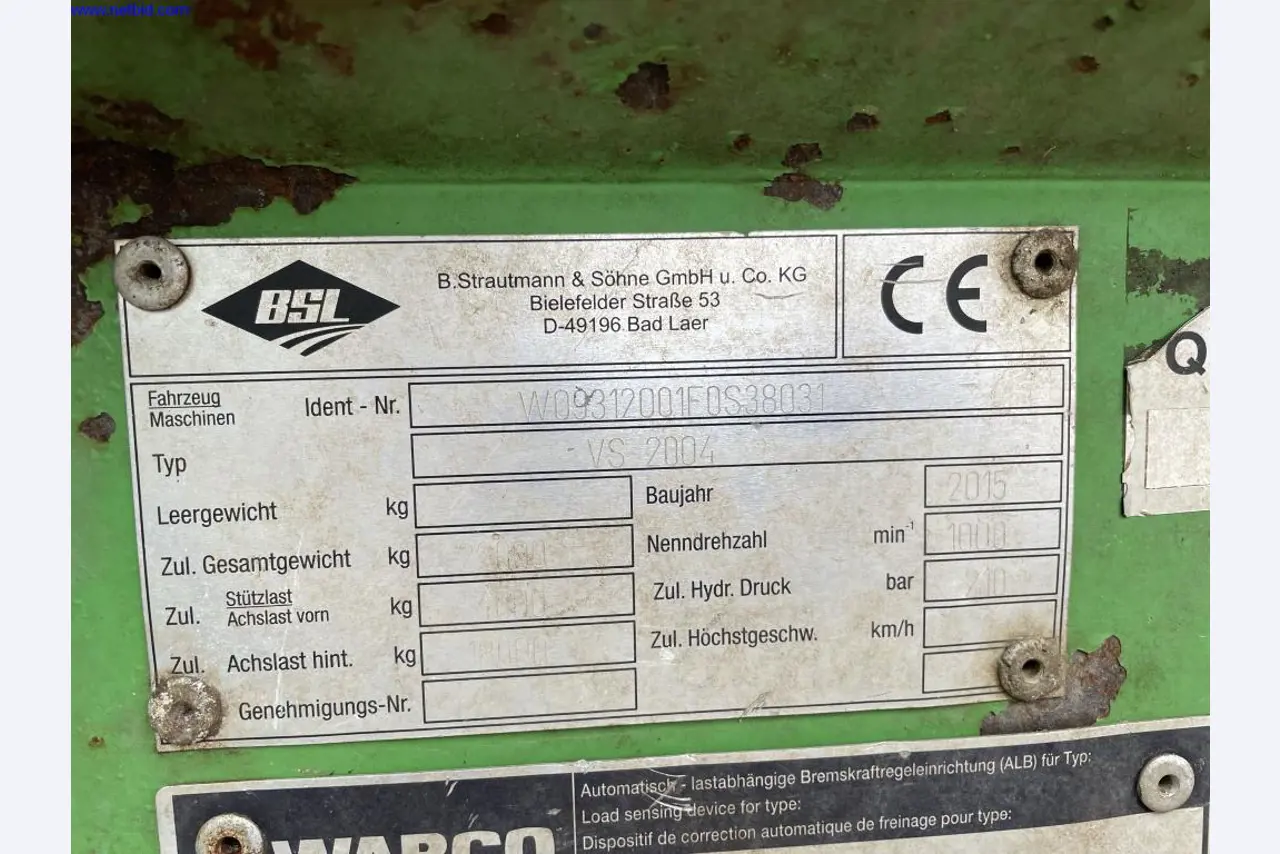 www.netbid.com
BSL
B.Strautmann & Söhne GmbH u. Co. KG
Bielefelder Straße 53
D-49196 Bad Laer
CE
Fahrzeug
Maschinen
Ident - Nr.
W09312001F0S38031
Typ
VS 2004
Leergewicht kg
Baujahr 2015
Zul. Gesamtgewicht kg
Nenndrehzahl min-1 1000
Zul. Stützlast
Achslast vorn kg
Zul. Hydr. Druck bar 210
Zul. Achslast hint. kg
Zul. Höchstgeschw. km/h
Genehmigungs-Nr.
Q
WABCO
Automatisch - lastabhängige Bremskraftregeleinrichtung (ALB) für Typ:
Load sensing device for type:
Dispositif de correction automatique de freinage pour type: